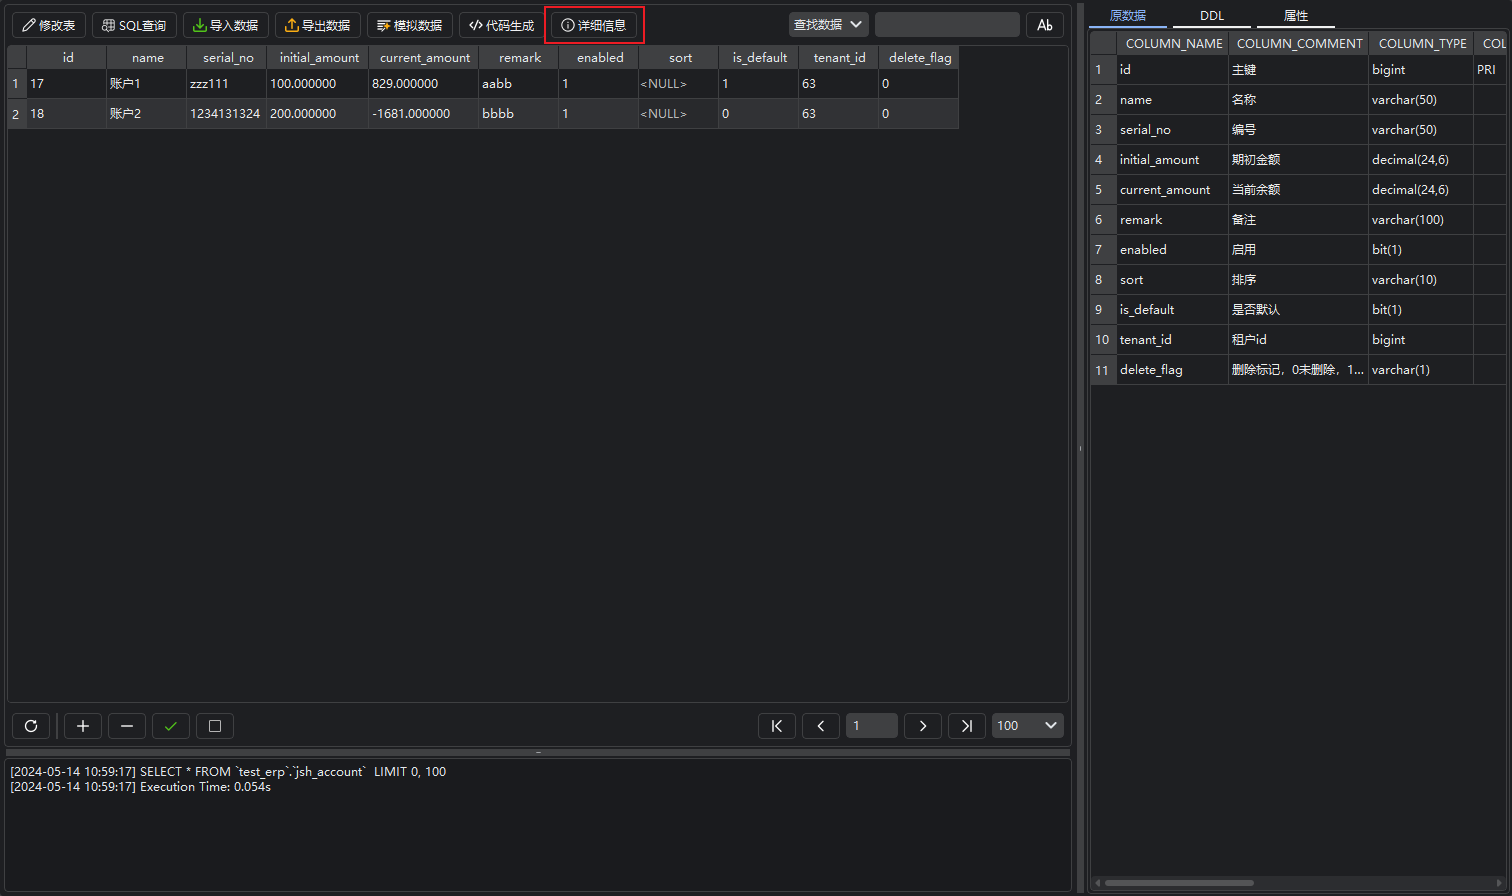 修改表 SQL查询 导入数据 导出数据 模拟数据 代码生成 详细信息 查找数据 Ab
id name serial_no initial_amount current_amount remark enabled sort is_default tenant_id delete_flag
1 17 账户1 zzz111 100.000000 829.000000 aabb 1 <NULL> 1 63 0
2 18 账户2 1234131324 200.000000 -1681.000000 bbbb 1 <NULL> 0 63 0
1 100
[2024-05-14 10:59:17] SELECT * FROM `test_erp`.`jsh_account`  LIMIT 0, 100
[2024-05-14 10:59:17] Execution Time: 0.054s
原数据 DDL 属性
COLUMN_NAME COLUMN_COMMENT COLUMN_TYPE COL
1 id 主键 bigint PRI
2 name 名称 varchar(50)
3 serial_no 编号 varchar(50)
4 initial_amount 期初金额 decimal(24,6)
5 current_amount 当前余额 decimal(24,6)
6 remark 备注 varchar(100)
7 enabled 启用 bit(1)
8 sort 排序 varchar(10)
9 is_default 是否默认 bit(1)
10 tenant_id 租户id bigint
11 delete_flag 删除标记，0未删除，1... varchar(1)